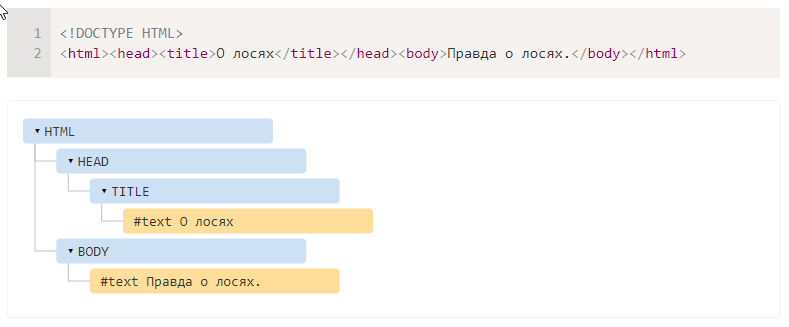 1 <!DOCTYPE HTML>
2 <html><head><title>О лосях</title></head><body>Правда о лосях.</body></html>
▾ HTML
▾ HEAD
▾ TITLE
#text О лосях
▾ BODY
#text Правда о лосях.